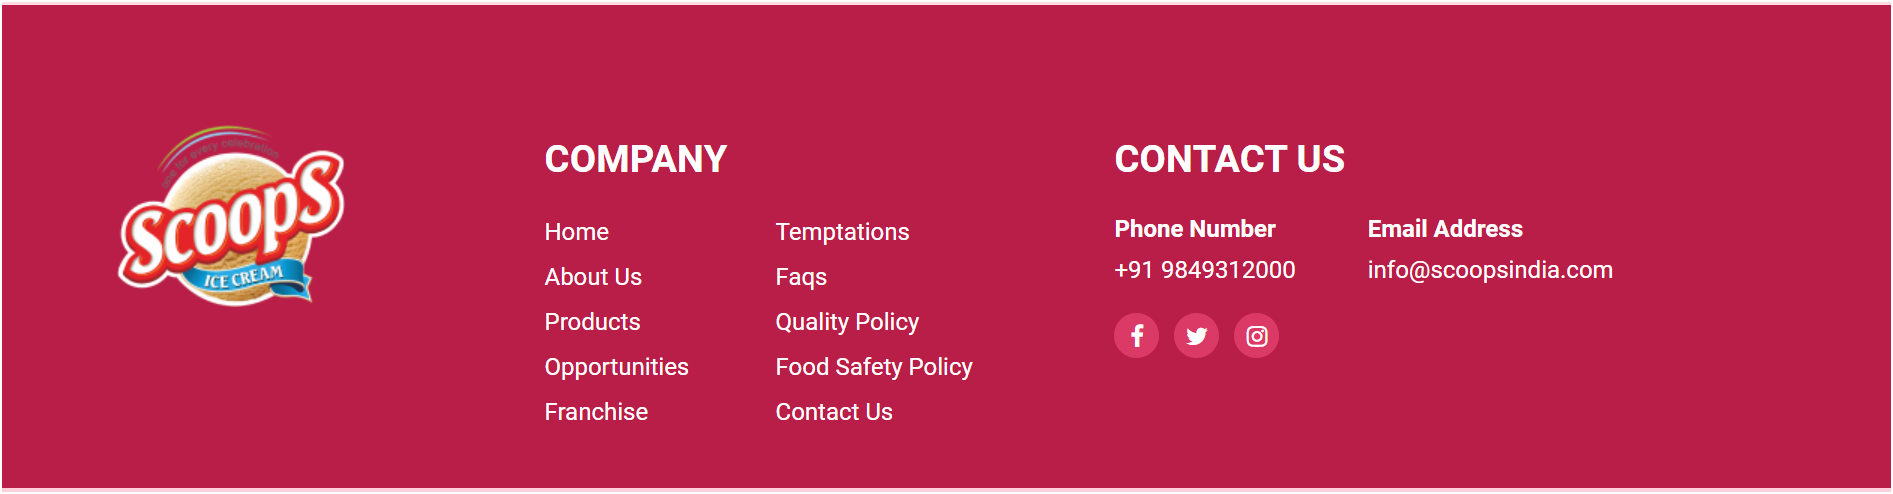 one for every celebration
Scoops
ICE CREAM
COMPANY
Home
About Us
Products
Opportunities
Franchise
Temptations
Faqs
Quality Policy
Food Safety Policy
Contact Us
CONTACT US
Phone Number
+91 9849312000
Email Address
info@scoopsindia.com